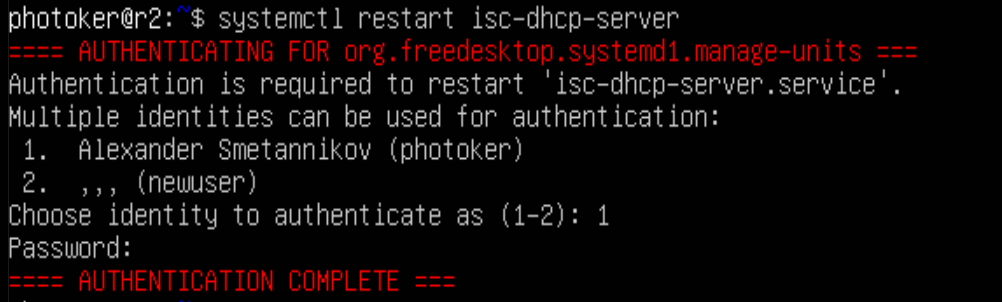 photoker@r2:~$ systemctl restart isc-dhcp-server
==== AUTHENTICATING FOR org.freedesktop.systemd1.manage-units ===
Authentication is required to restart 'isc-dhcp-server.service'.
Multiple identities can be used for authentication:
 1.  Alexander Smetannikov (photoker)
 2.  ,,, (newuser)
Choose identity to authenticate as (1-2): 1
Password:
==== AUTHENTICATION COMPLETE ===